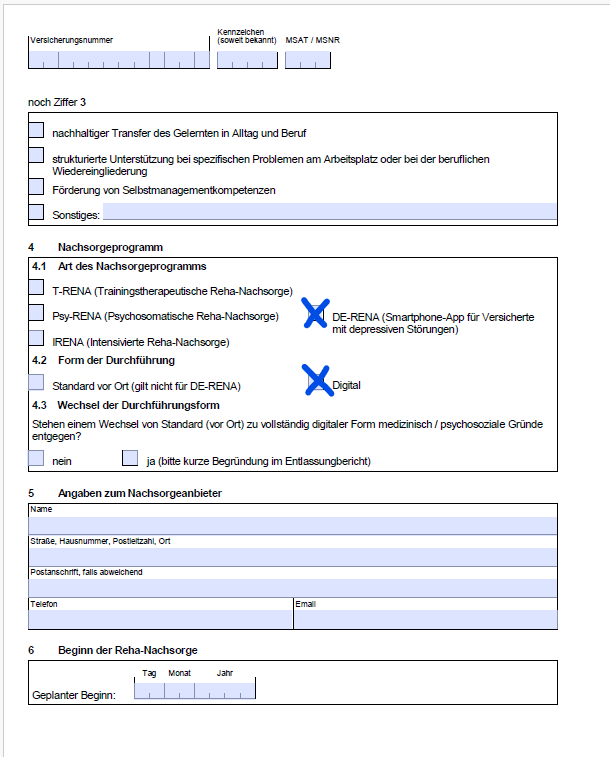 Versicherungsnummer
Kennzeichen
(soweit bekannt)
MSAT / MSNR
noch Ziffer 3
nachhaltiger Transfer des Gelernten in Alltag und Beruf
strukturierte Unterstützung bei spezifischen Problemen am Arbeitsplatz oder bei der beruflichen
Wiedereingliederung
Förderung von Selbstmanagementkompetenzen
Sonstiges:
4 Nachsorgeprogramm
4.1 Art des Nachsorgeprogramms
T-RENA (Trainingstherapeutische Reha-Nachsorge)
Psy-RENA (Psychosomatische Reha-Nachsorge)
DE-RENA (Smartphone-App für Versicherte
mit depressiven Störungen)
IRENA (Intensivierte Reha-Nachsorge)
4.2 Form der Durchführung
Standard vor Ort (gilt nicht für DE-RENA)
Digital
4.3 Wechsel der Durchführungsform
Stehen einem Wechsel von Standard (vor Ort) zu vollständig digitaler Form medizinisch / psychosoziale Gründe
entgegen?
nein
ja (bitte kurze Begründung im Entlassungbericht)
5 Angaben zum Nachsorgeanbieter
Name
Straße, Hausnummer, Postleitzahl, Ort
Postanschrift, falls abweichend
Telefon
Email
6 Beginn der Reha-Nachsorge
Tag Monat Jahr
Geplanter Beginn: